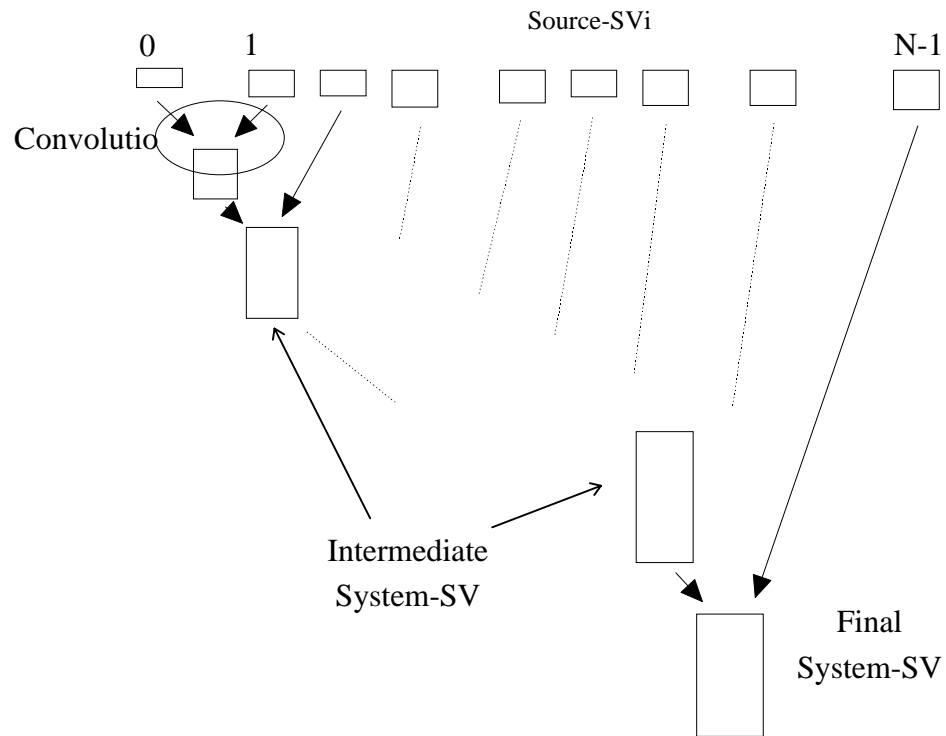 Source-SVi
0
1
N-1
Convolutio
Intermediate
System-SV
Final
System-SV